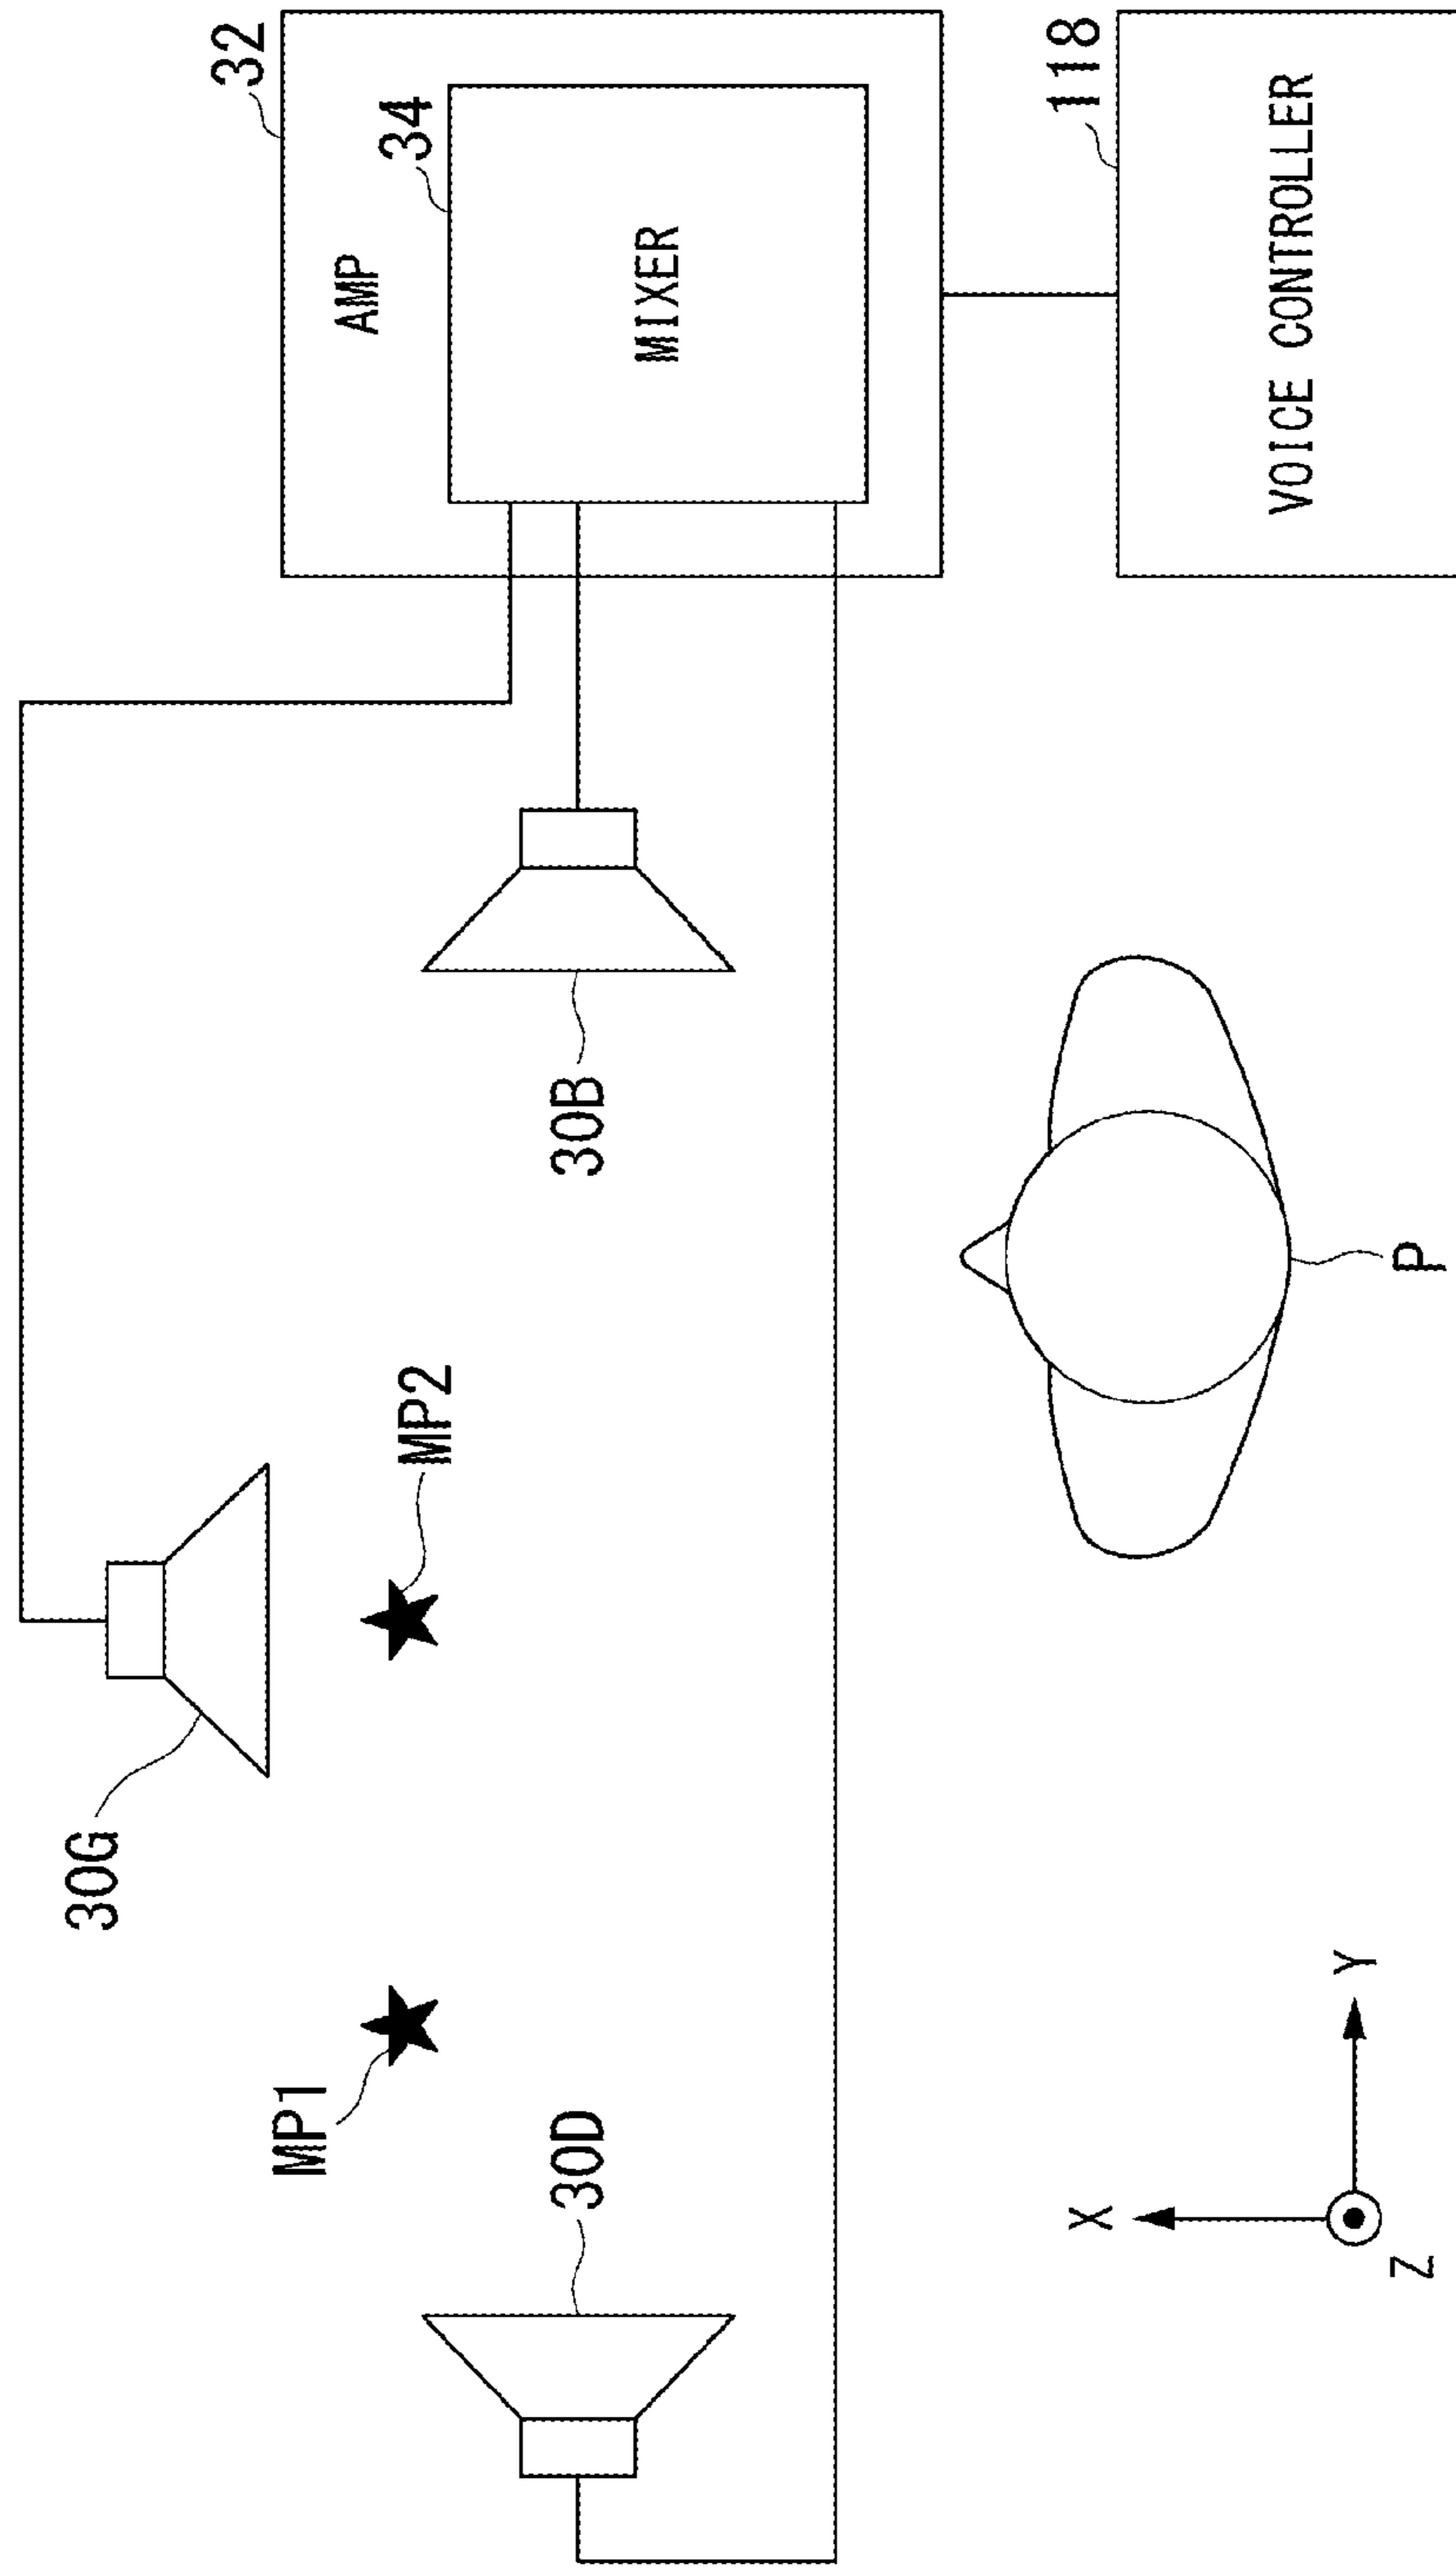 30G
32
MP1
AMP
34
MP2
30D
30B
MIXER
118
X
VOICE CONTROLLER
Y
Z
P